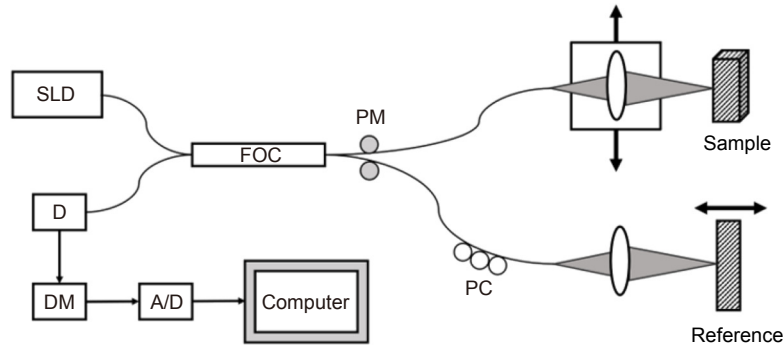 SLD
PM
Sample
FOC
D
DM
A/D
Computer
PC
Reference